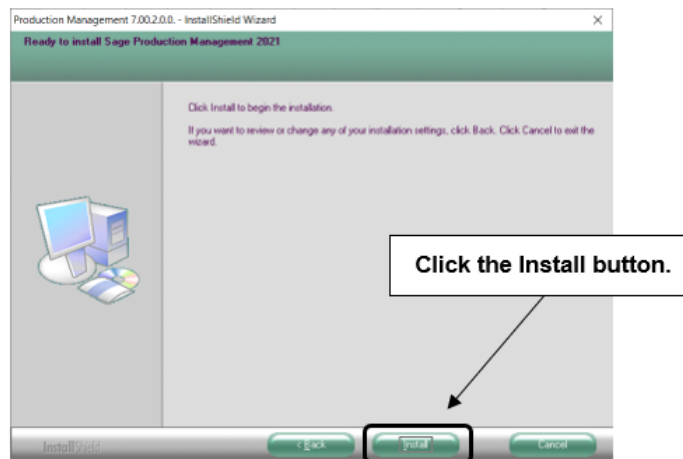 Production Management 7.00.2.0.0. - InstallShield Wizard
Ready to install Sage Production Management 2021
Click Install to begin the installation.
If you want to review or change any of your installation settings, click Back. Click Cancel to exit the
wizard.
Click the Install button.
InstallShield
< Back
Install
Cancel